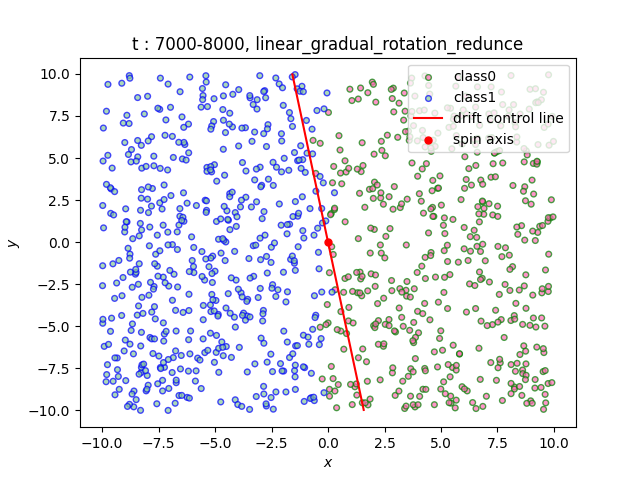 t : 7000-8000, linear_gradual_rotation_redunce
class0
class1
drift control line
spin axis
10.0
7.5
5.0
2.5
0.0
−2.5
−5.0
−7.5
−10.0
y
−10.0 −7.5 −5.0 −2.5 0.0 2.5 5.0 7.5 10.0
x